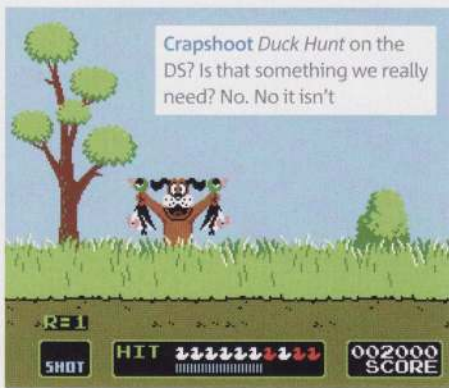 Crapshoot Duck Hunt on the
DS? Is that something we really
need? No. No it isn't
R=1
SHOT
HIT
002000
SCORE